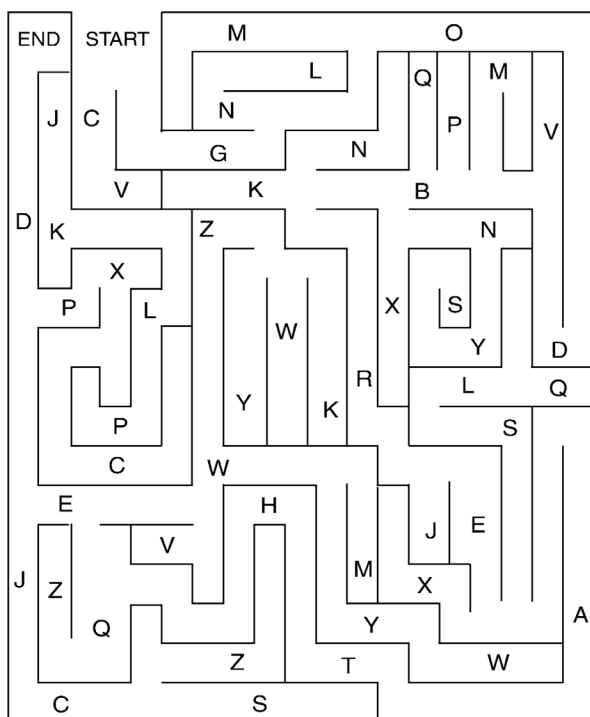 END START M O
L Q M
J C N P V
G N
V K B
D K Z N
X
P L W X S
Y D
R L Q
Y K
P S
C W
E H
V J E
J Z M X
Q Y A
Z T W
C S